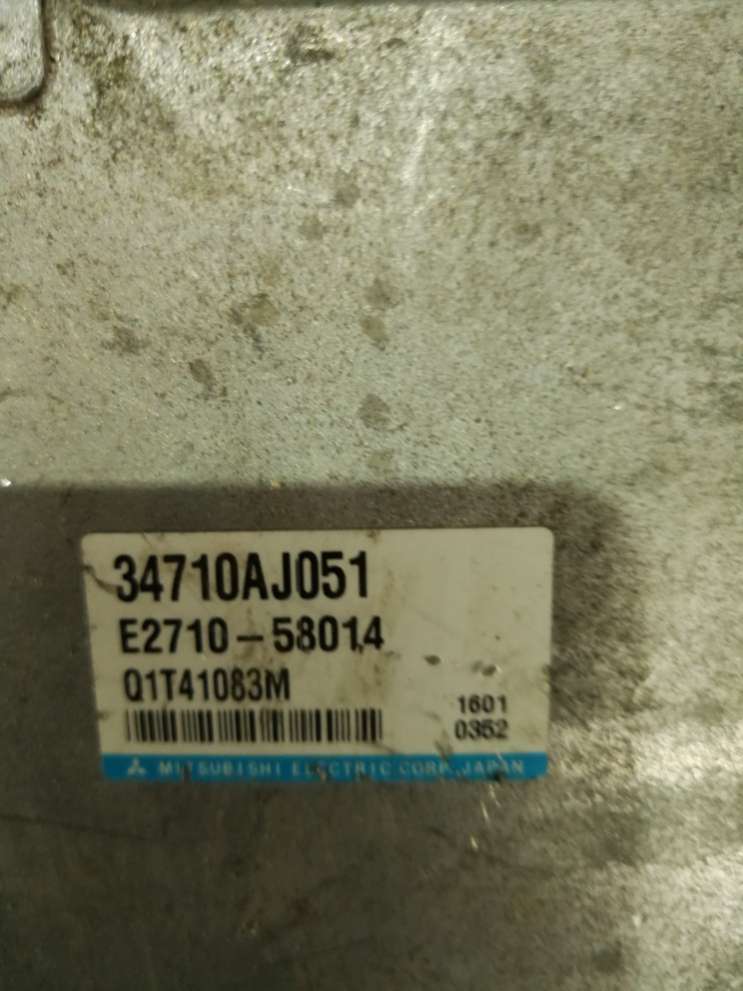 34710AJ051
E2710-58014
Q1T41083M
1601
0352
MITSUBISHI ELECTRIC CORP. JAPAN